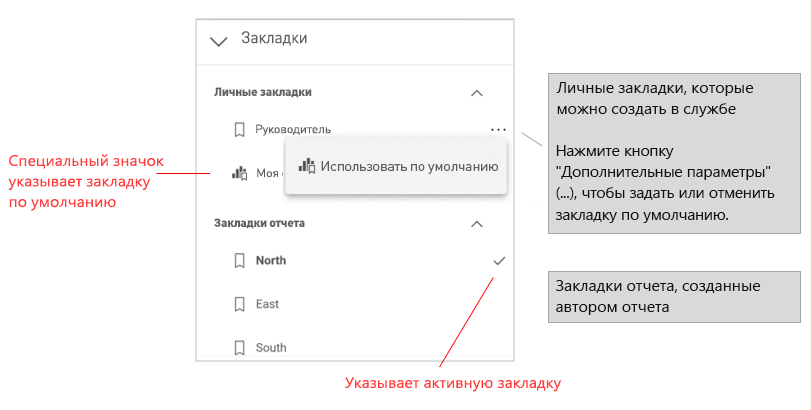 Закладки
Личные закладки
Руководитель
...
Моя
Использовать по умолчанию
Закладки отчета
North
East
South
Специальный значок
указывает закладку
по умолчанию
Личные закладки, которые
можно создать в службе
Нажмите кнопку
"Дополнительные параметры"
(...), чтобы задать или отменить
закладку по умолчанию.
Закладки отчета, созданные
автором отчета
Указывает активную закладку